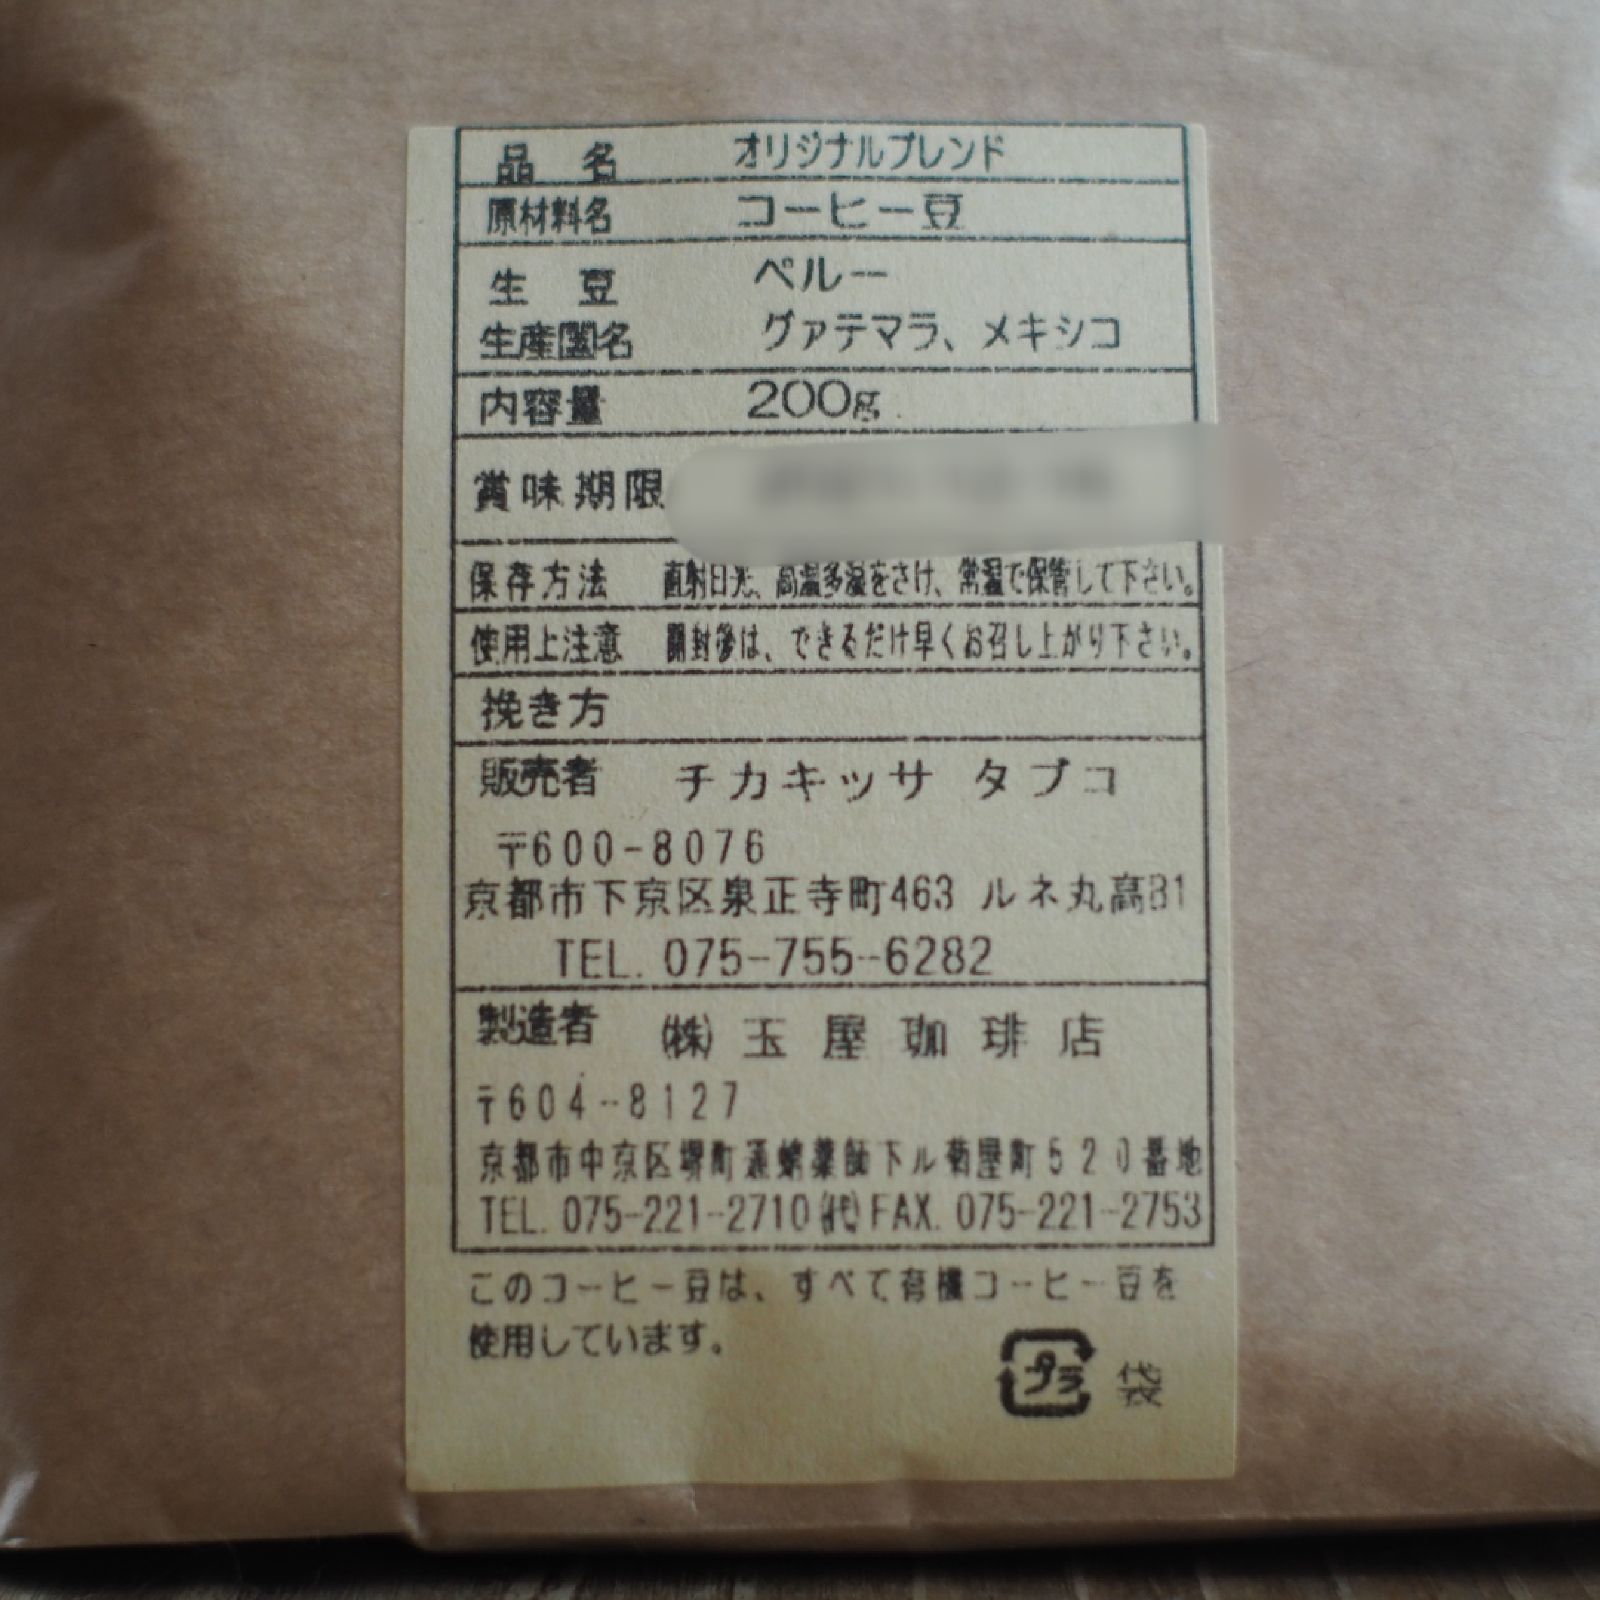 品名 オリジナルブレンド
原材料名 コーヒー豆
生豆 ペルー
生産国名 グァテマラ、メキシコ
内容量 200g
賞味期限
保存方法 直射日光、高温多湿をさけ、常温で保管して下さい。
使用上注意 開封後は、できるだけ早くお召し上がり下さい。
挽き方
販売者 チカキッサ タブコ
〒600-8076
京都市下京区泉正寺町463 ルネ丸高B1
TEL. 075-755-6282
製造者 ㈱ 玉屋珈琲店
〒604-8127
京都市中京区堺町通蛸薬師下ル菊屋町520番地
TEL. 075-221-2710㈹ FAX. 075-221-2753
このコーヒー豆は、すべて有機コーヒー豆を
使用しています。
プラ 袋